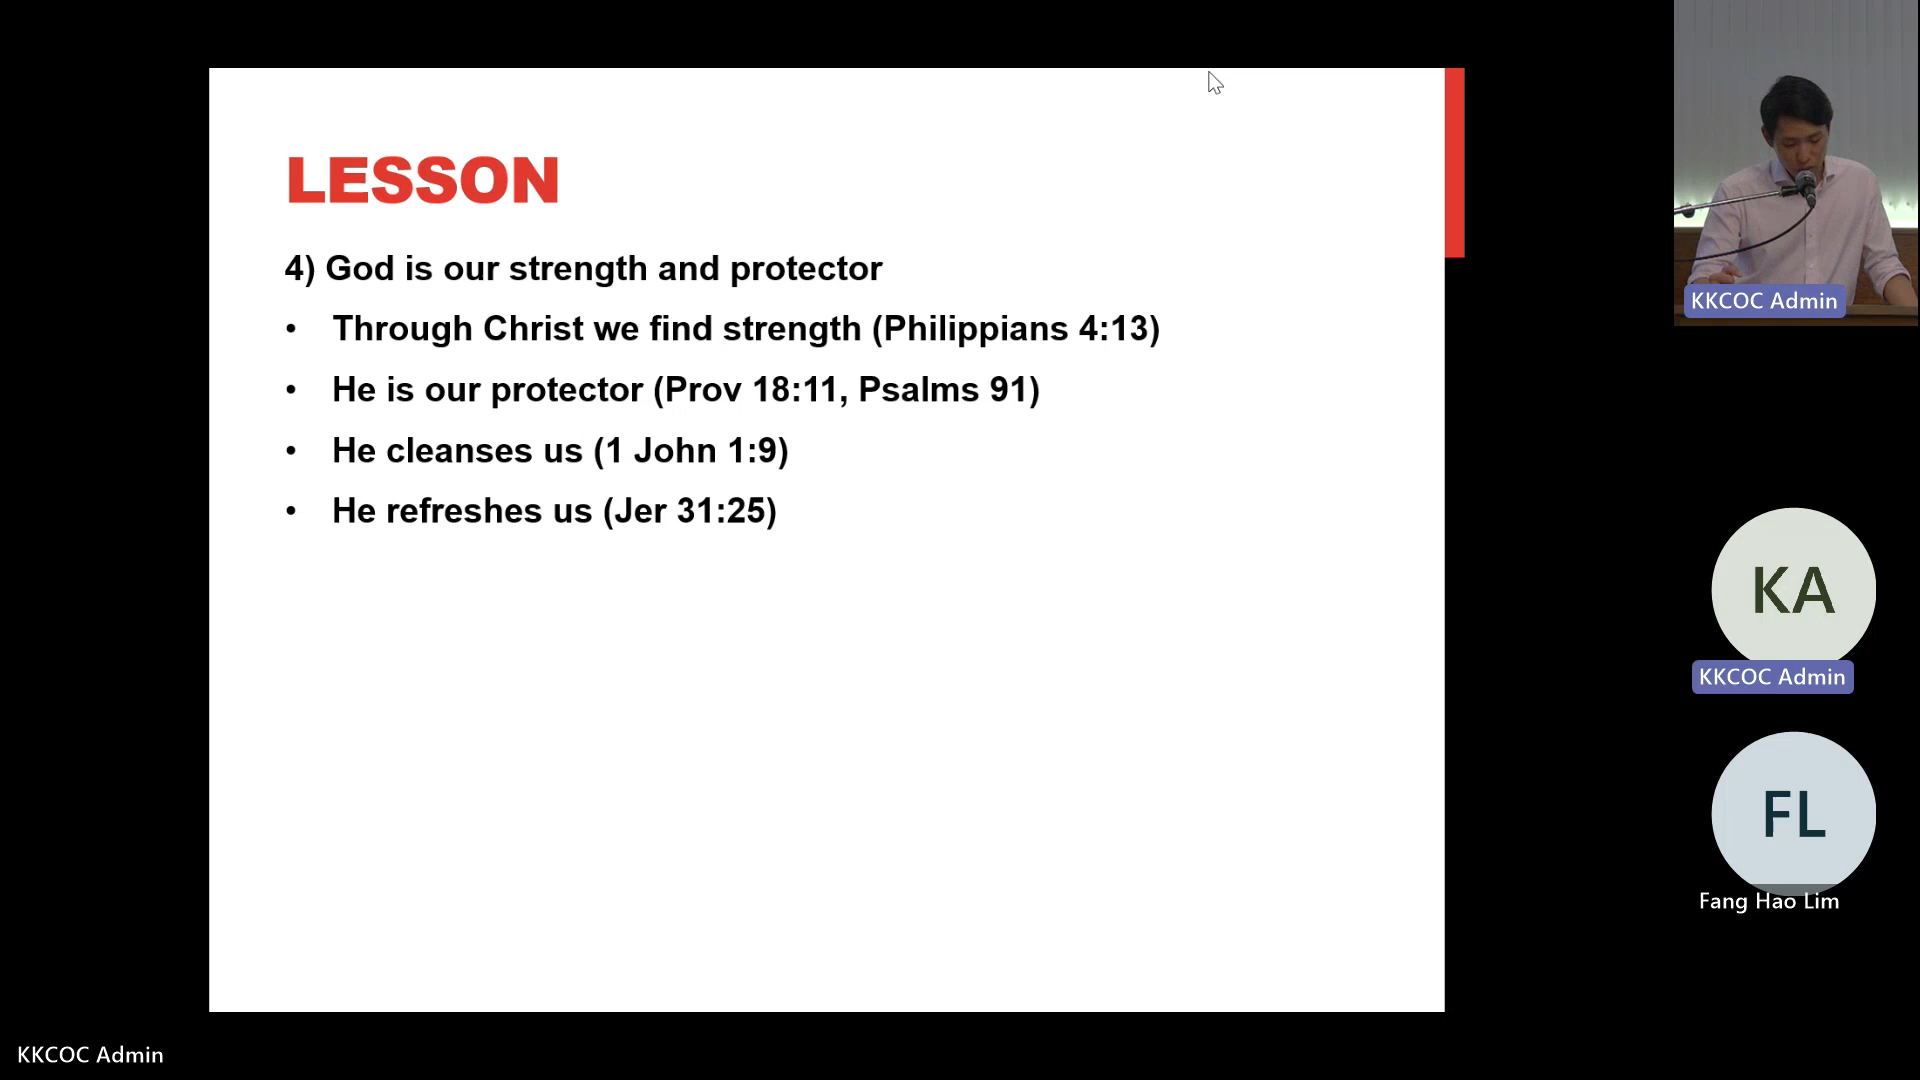 LESSON
4) God is our strength and protector
• Through Christ we find strength (Philippians 4:13)
• He is our protector (Prov 18:11, Psalms 91)
• He cleanses us (1 John 1:9)
• He refreshes us (Jer 31:25)
KKCOC Admin
KA
KKCOC Admin
FL
Fang Hao Lim
KKCOC Admin